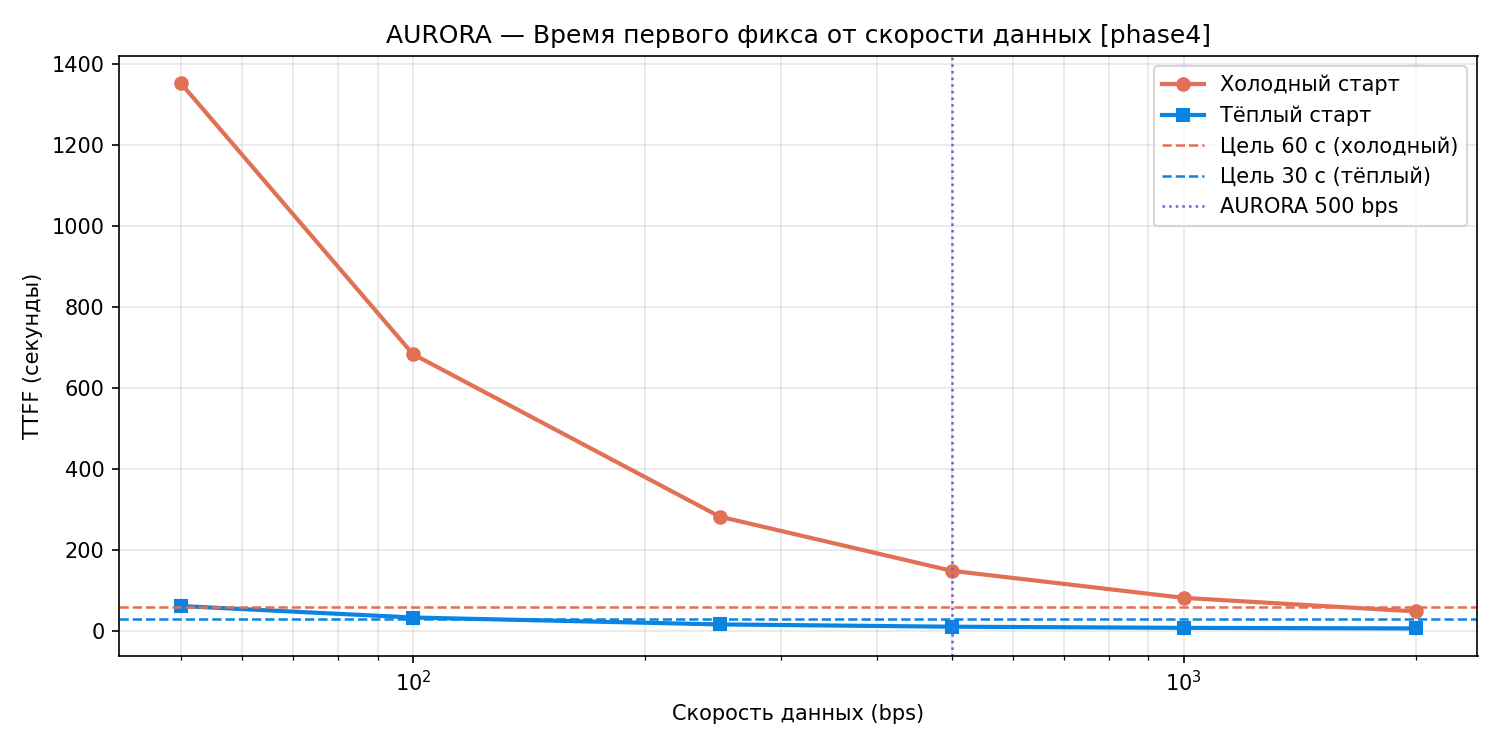 AURORA — Время первого фикса от скорости данных [phase4]
TTFF (секунды)
1400
1200
1000
800
600
400
200
0
Холодный старт
Тёплый старт
Цель 60 с (холодный)
Цель 30 с (тёплый)
AURORA 500 bps
10² 10³
Скорость данных (bps)